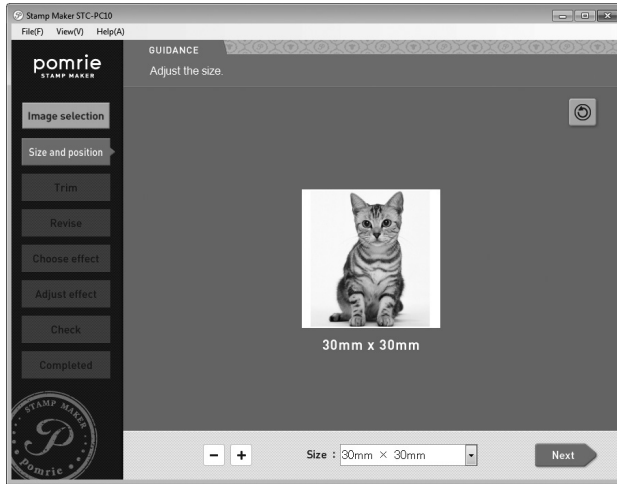 Stamp Maker STC-PC10
File(F) View(V) Help(A)
pomrie
STAMP MAKER
GUIDANCE
Adjust the size.
Image selection
Size and position
Trim
Revise
Choose effect
Adjust effect
Check
Completed
30mm x 30mm
STAMP MAKER
P
pomrie
Size : 30mm × 30mm
Next